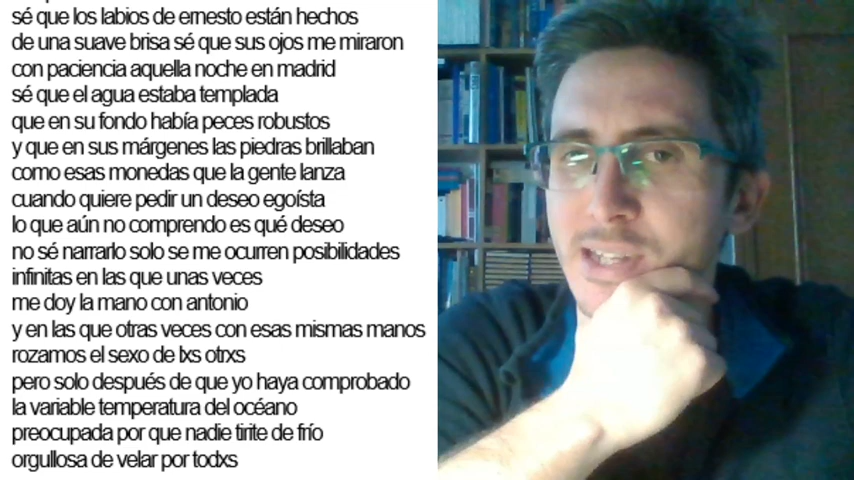 sé que los labios de ernesto están hechos
de una suave brisa sé que sus ojos me miraron
con paciencia aquella noche en madrid
sé que el agua estaba templada
que en su fondo había peces robustos
y que en sus márgenes las piedras brillaban
como esas monedas que la gente lanza
cuando quiere pedir un deseo egoísta
lo que aún no comprendo es qué deseo
no sé narrarlo solo se me ocurren posibilidades
infinitas en las que unas veces
me doy la mano con antonio
y en las que otras veces con esas mismas manos
rozamos el sexo de lxs otrxs
pero solo después de que yo haya comprobado
la variable temperatura del océano
preocupada por que nadie tirite de frío
orgullosa de velar por todxs